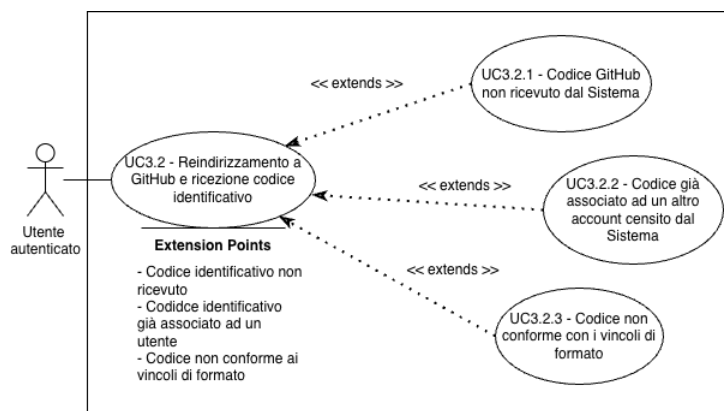 UC3.2.1 - Codice GitHub
non ricevuto dal Sistema
<< extends >>
UC3.2 - Reindirizzamento a
GitHub e ricezione codice
identificativo
<< extends >>
UC3.2.2 - Codice già
associato ad un altro
account censito dal
Sistema
Utente
autenticato
Extension Points
- Codice identificativo non
ricevuto
- Codidce identificativo
già associato ad un
utente
- Codice non conforme ai
vincoli di formato
<< extends >>
UC3.2.3 - Codice non
conforme con i vincoli di
formato